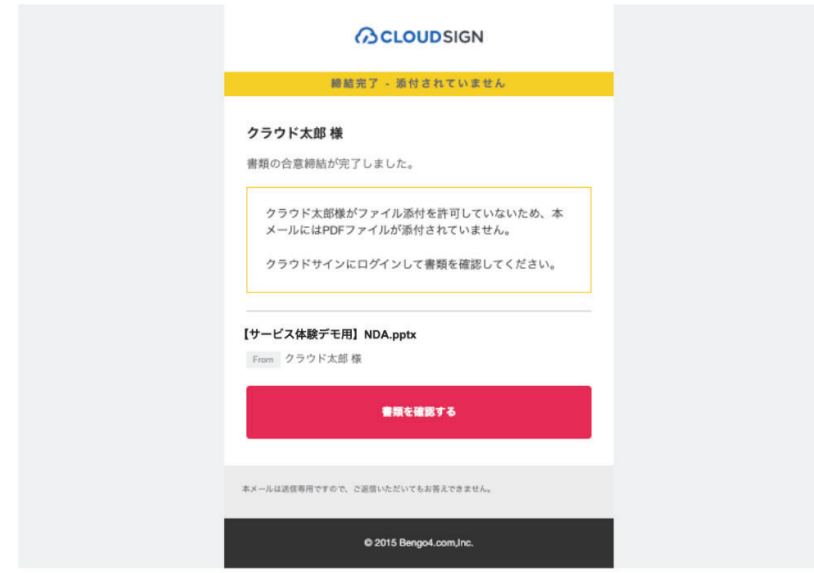 CLOUDSIGN
締結完了 - 添付されていません
クラウド太郎 様
書類の合意締結が完了しました。
クラウド太郎様がファイル添付を許可していないため、本
メールにはPDFファイルが添付されていません。
クラウドサインにログインして書類を確認してください。
【サービス体験デモ用】NDA.pptx
From クラウド太郎 様
書類を確認する
本メールは送信専用ですので、ご返信いただいてもお答えできません。
© 2015 Bengo4.com,Inc.